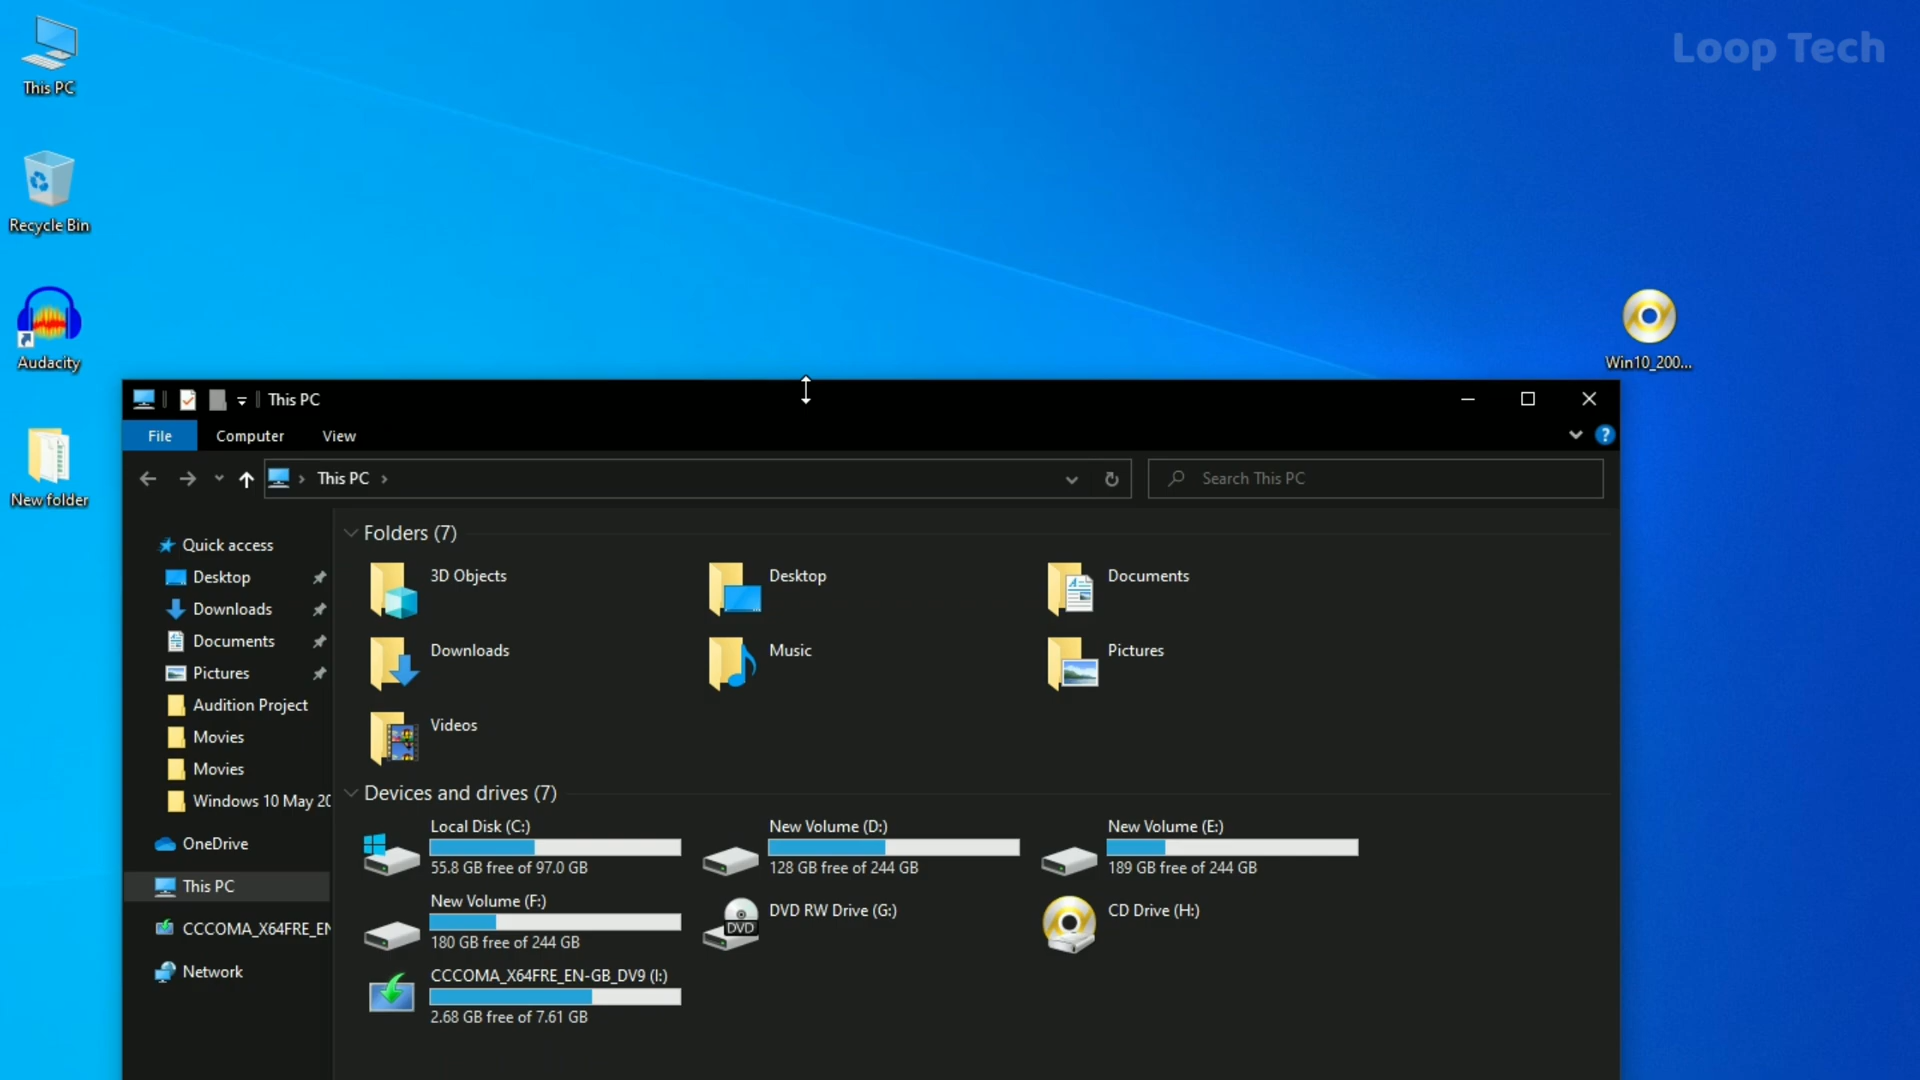 Loop Tech
This PC
Recycle Bin
Audacity
New folder
Win10_200...
This PC
File
Computer
View
?
This PC
Search This PC
Quick access
Desktop
Downloads
Documents
Pictures
Audition Project
Movies
Movies
Windows 10 May 20
OneDrive
This PC
CCCOMA_X64FRE_EN
Network
Folders (7)
3D Objects
Desktop
Documents
Downloads
Music
Pictures
Videos
Devices and drives (7)
Local Disk (C:)
55.8 GB free of 97.0 GB
New Volume (D:)
128 GB free of 244 GB
New Volume (E:)
189 GB free of 244 GB
New Volume (F:)
180 GB free of 244 GB
DVD
DVD RW Drive (G:)
CD Drive (H:)
CCCOMA_X64FRE_EN-GB_DV9 (I:)
2.68 GB free of 7.61 GB